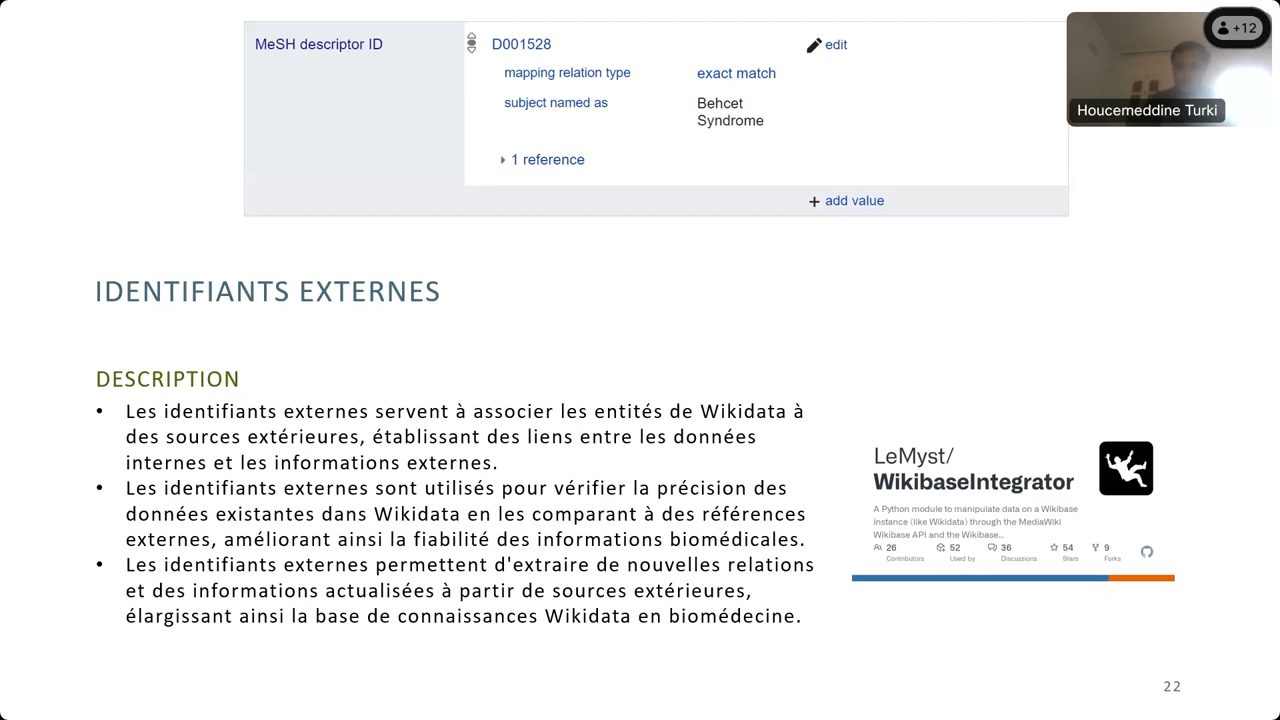 MeSH descriptor ID
D001528
edit
mapping relation type
exact match
subject named as
Behcet
Syndrome
1 reference
+ add value
+12
Houcemeddine Turki
IDENTIFIANTS EXTERNES
DESCRIPTION
• Les identifiants externes servent à associer les entités de Wikidata à
des sources extérieures, établissant des liens entre les données
internes et les informations externes.
• Les identifiants externes sont utilisés pour vérifier la précision des
données existantes dans Wikidata en les comparant à des références
externes, améliorant ainsi la fiabilité des informations biomédicales.
• Les identifiants externes permettent d'extraire de nouvelles relations
et des informations actualisées à partir de sources extérieures,
élargissant ainsi la base de connaissances Wikidata en biomédecine.
LeMyst/
WikibaseIntegrator
A Python module to manipulate data on a Wikibase
instance (like Wikidata) through the MediaWiki
Wikibase API and the Wikibase...
26 52 36 54 9
Contributors Used by Discussions Stars Forks
22